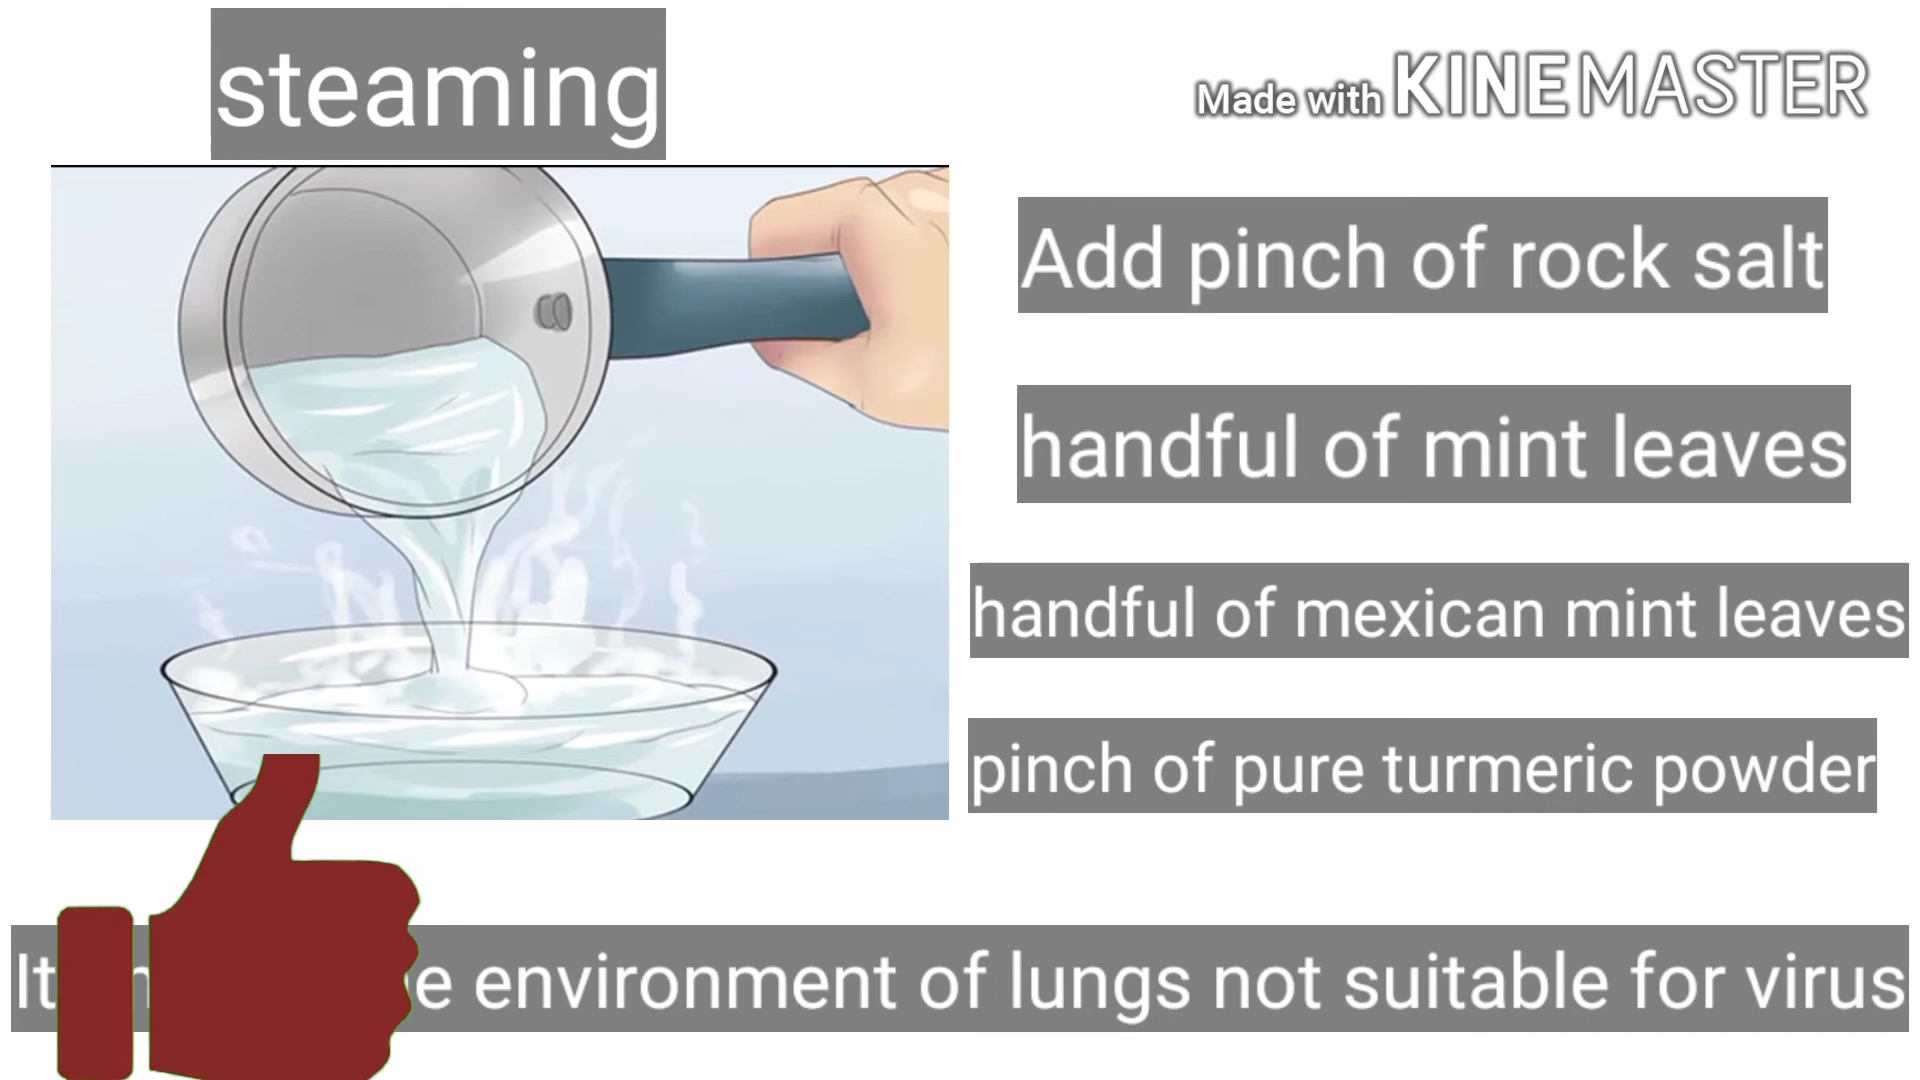 steaming
Made with KINEMASTER
Add pinch of rock salt
handful of mint leaves
handful of mexican mint leaves
pinch of pure turmeric powder
It environment of lungs not suitable for virus